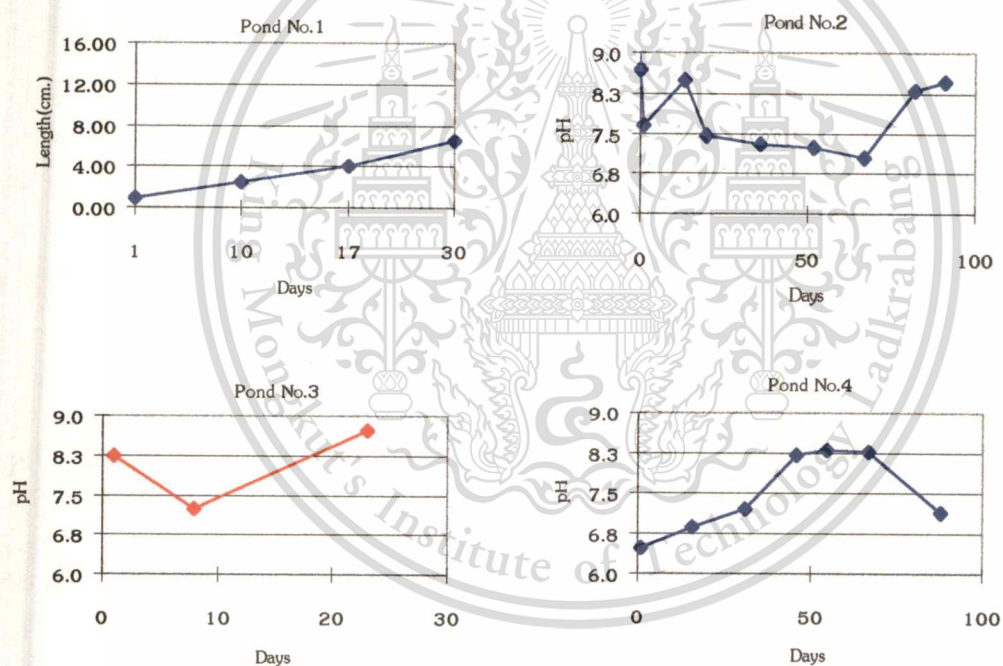 Pond No.1
16.00
12.00
8.00
4.00
0.00
Length(cm.)
1 10 17 30
Days
Pond No.2
9.0
8.3
7.5
6.8
6.0
pH
0 50 100
Days
Pond No.3
9.0
8.3
7.5
6.8
6.0
pH
0 10 20 30
Days
Pond No.4
9.0
8.3
7.5
6.8
6.0
pH
0 50 100
Days
King Mongkut's Institute of Technology Ladkrabang